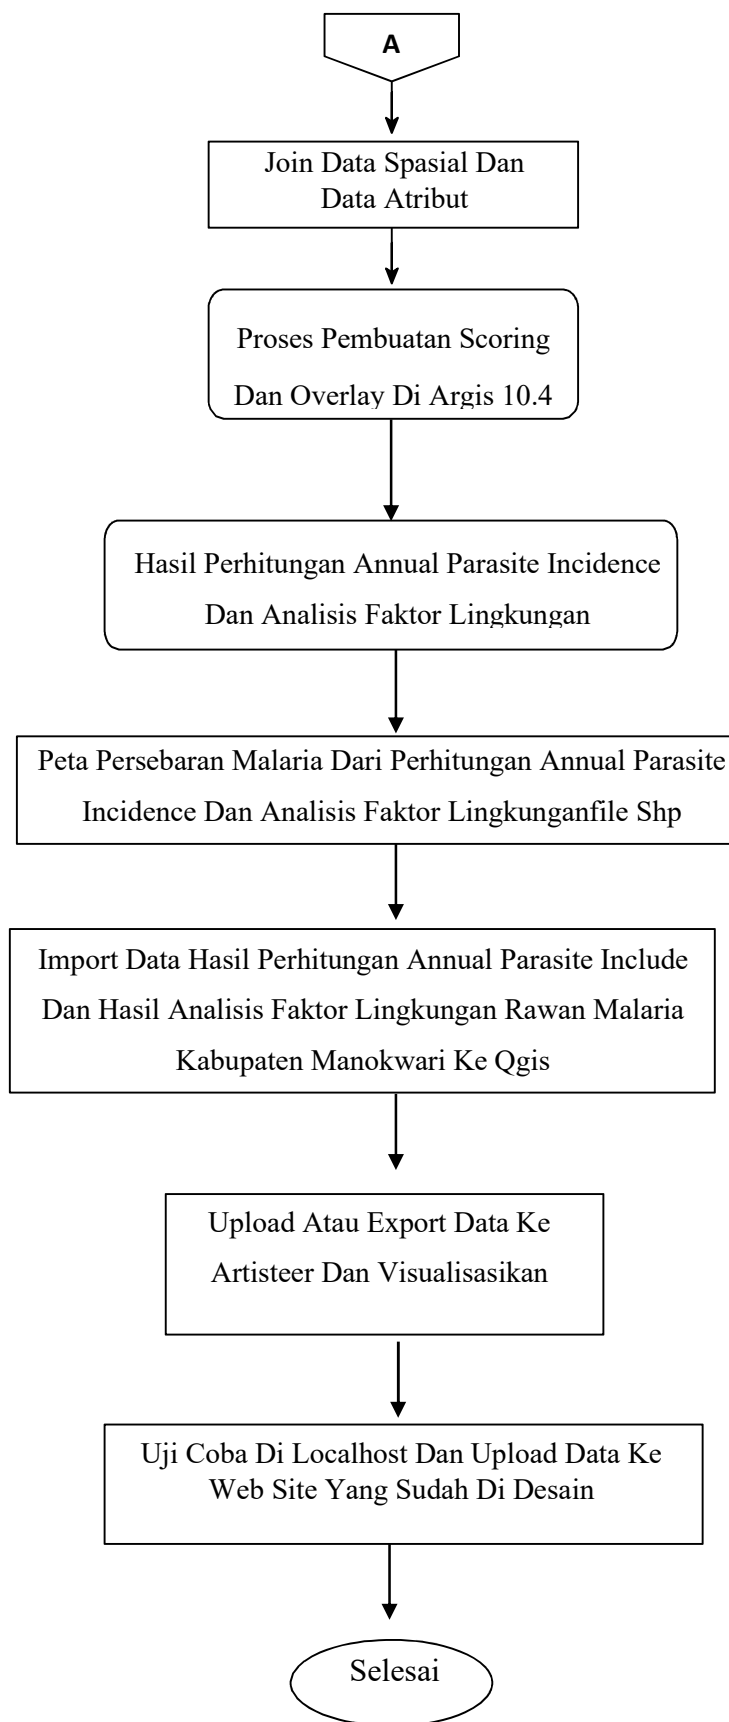 A
Join Data Spasial Dan
Data Atribut
Proses Pembuatan Scoring
Dan Overlay Di Argis 10.4
Hasil Perhitungan Annual Parasite Incidence
Dan Analisis Faktor Lingkungan
Peta Persebaran Malaria Dari Perhitungan Annual Parasite
Incidence Dan Analisis Faktor Lingkunganfile Shp
Import Data Hasil Perhitungan Annual Parasite Include
Dan Hasil Analisis Faktor Lingkungan Rawan Malaria
Kabupaten Manokwari Ke Qgis
Upload Atau Export Data Ke
Artisteer Dan Visualisasikan
Uji Coba Di Localhost Dan Upload Data Ke
Web Site Yang Sudah Di Desain
Selesai